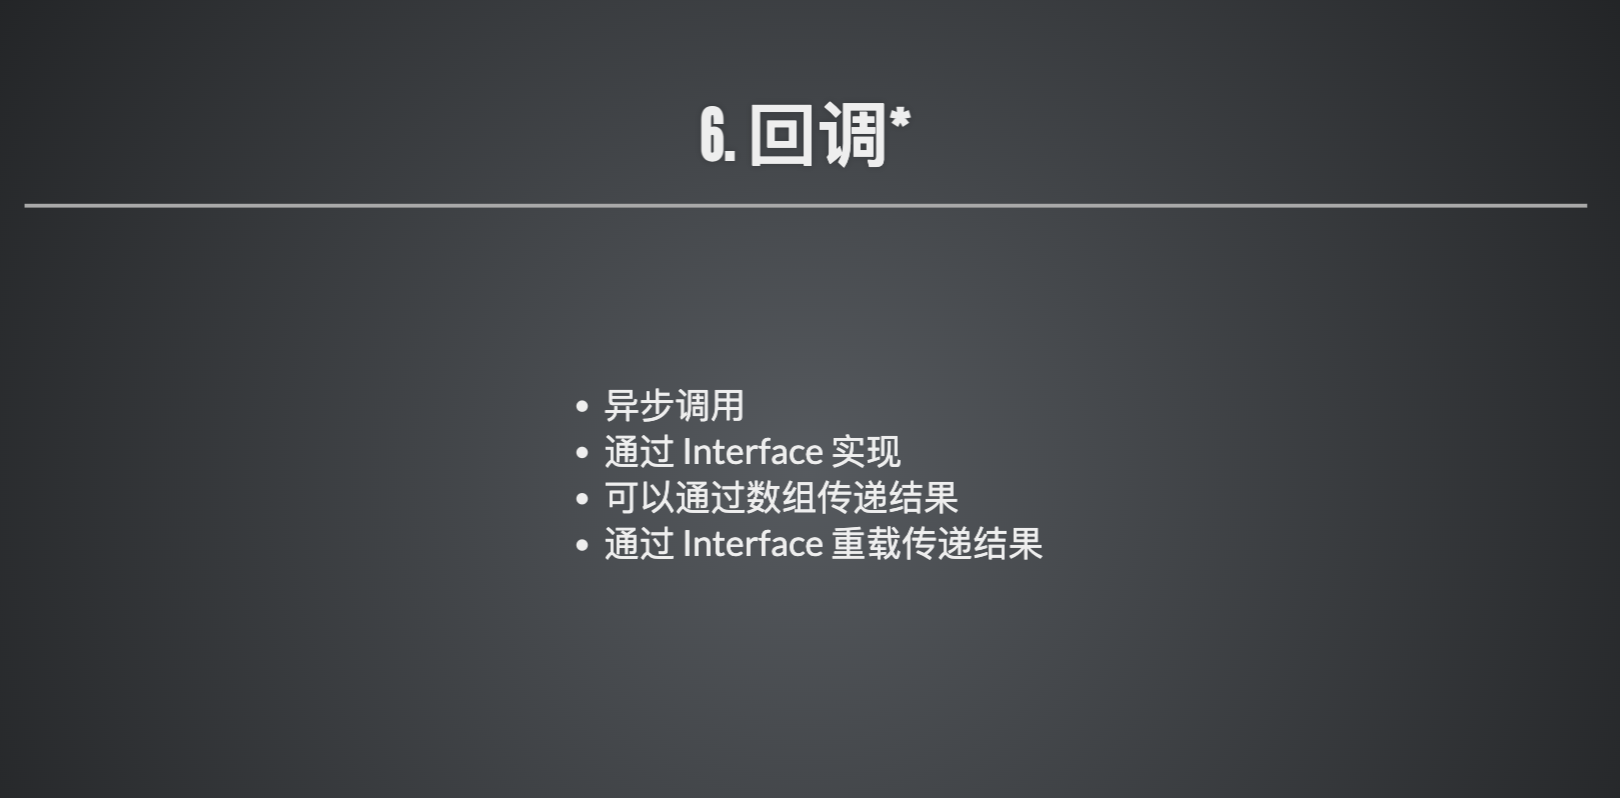 6. 回调*
• 异步调用
• 通过 Interface 实现
• 可以通过数组传递结果
• 通过 Interface 重载传递结果